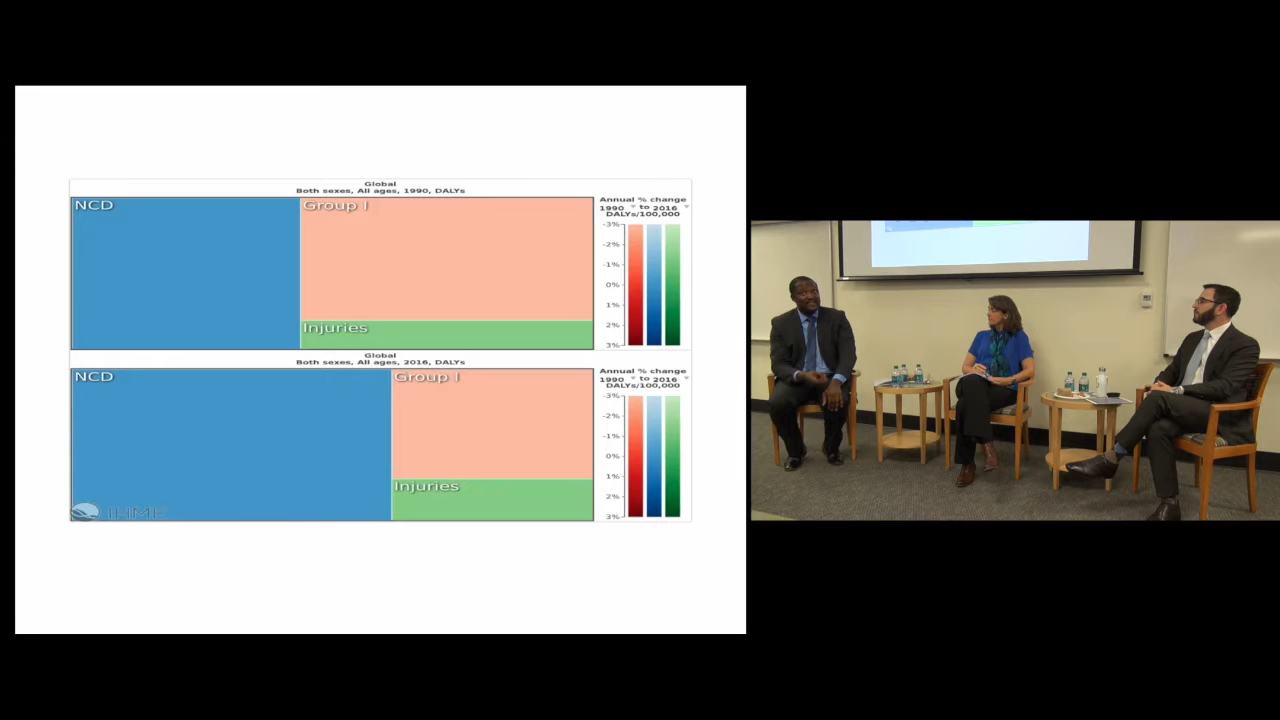 Global
Both sexes, All ages, 1990, DALYs
NCD
Group I
Injuries
Annual % change
1990 to 2016
DALYs/100,000
-3%
-2%
-1%
0%
1%
2%
3%
Global
Both sexes, All ages, 2016, DALYs
NCD
Group I
Injuries
IHME
Annual % change
1990 to 2016
DALYs/100,000
-3%
-2%
-1%
0%
1%
2%
3%